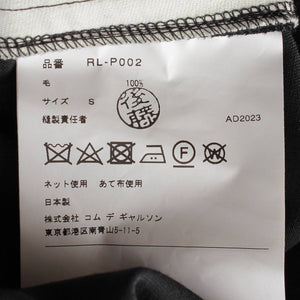 品番 RL-P002
毛 100%
サイズ S
縫製責任者
後藤
AD2023
ネット使用 あて布使用
日本製
株式会社 コム デ ギャルソン
東京都港区南青山5-11-5